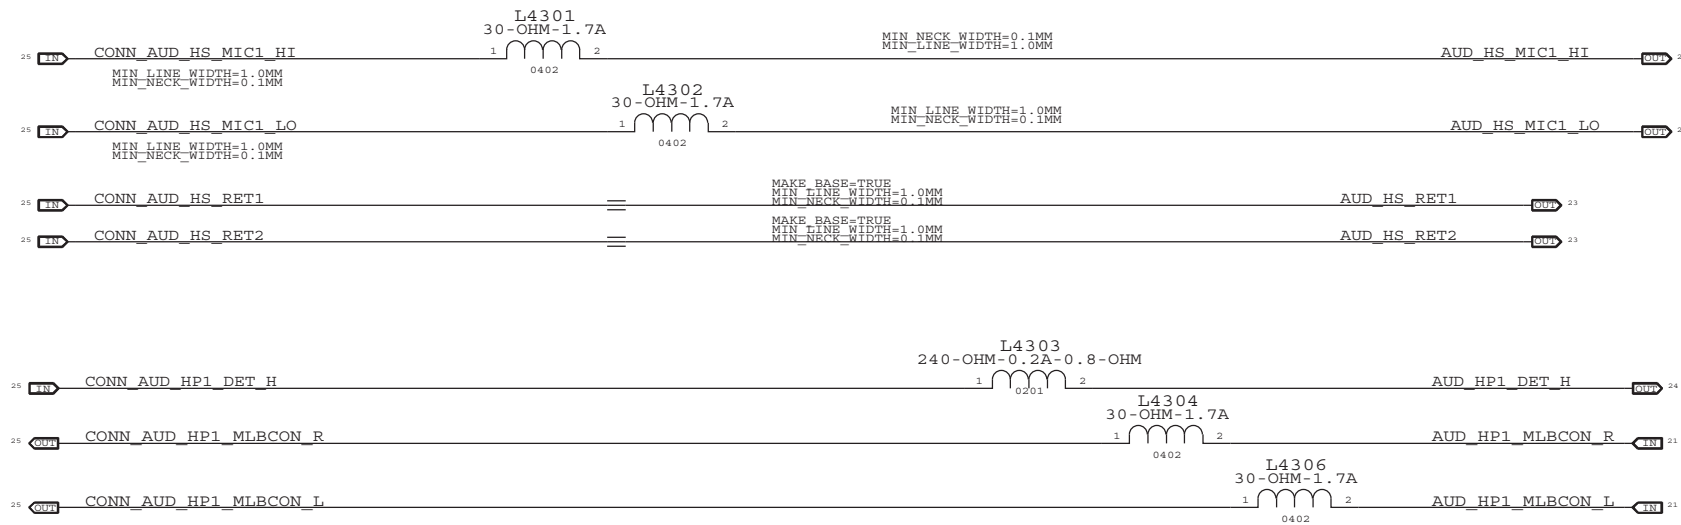 L4301
30-OHM-1.7A
25 IN CONN_AUD_HS_MIC1_HI 1 2 MIN_NECK_WIDTH=0.1MM AUD_HS_MIC1_HI OUT
MIN_LINE_WIDTH=1.0MM
0402
MIN_LINE_WIDTH=1.0MM
MIN_NECK_WIDTH=0.1MM
L4302
30-OHM-1.7A
25 IN CONN_AUD_HS_MIC1_LO 1 2 MIN_LINE_WIDTH=1.0MM AUD_HS_MIC1_LO OUT
MIN_NECK_WIDTH=0.1MM
0402
MIN_LINE_WIDTH=1.0MM
MIN_NECK_WIDTH=0.1MM
MAKE_BASE=TRUE
MIN_LINE_WIDTH=1.0MM
MIN_NECK_WIDTH=0.1MM
25 IN CONN_AUD_HS_RET1 AUD_HS_RET1 OUT 23
MAKE_BASE=TRUE
MIN_LINE_WIDTH=1.0MM
MIN_NECK_WIDTH=0.1MM
25 IN CONN_AUD_HS_RET2 AUD_HS_RET2 OUT 23
L4303
240-OHM-0.2A-0.8-OHM
25 IN CONN_AUD_HP1_DET_H 1 2 AUD_HP1_DET_H OUT 24
0201
L4304
30-OHM-1.7A
25 OUT CONN_AUD_HP1_MLBCON_R 1 2 AUD_HP1_MLBCON_R IN 21
0402
L4306
30-OHM-1.7A
25 OUT CONN_AUD_HP1_MLBCON_L 1 2 AUD_HP1_MLBCON_L IN 21
0402